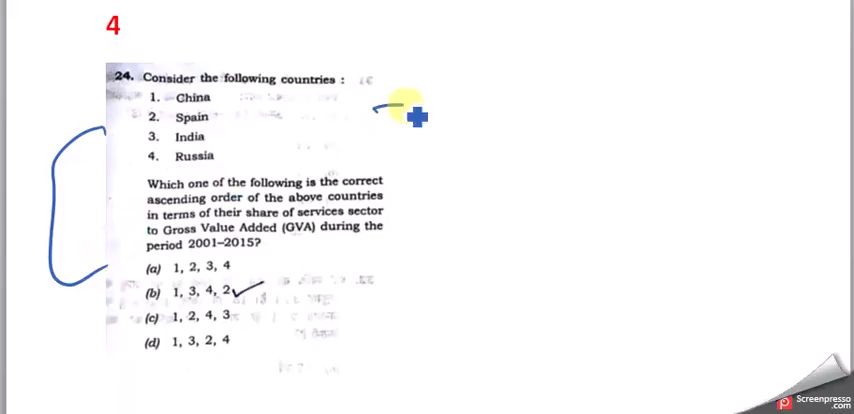 4
24. Consider the following countries :
1. China
2. Spain
3. India
4. Russia
Which one of the following is the correct
ascending order of the above countries
in terms of their share of services sector
to Gross Value Added (GVA) during the
period 2001–2015?
(a) 1, 2, 3, 4
(b) 1, 3, 4, 2
(c) 1, 2, 4, 3
(d) 1, 3, 2, 4
Screenpresso
.com